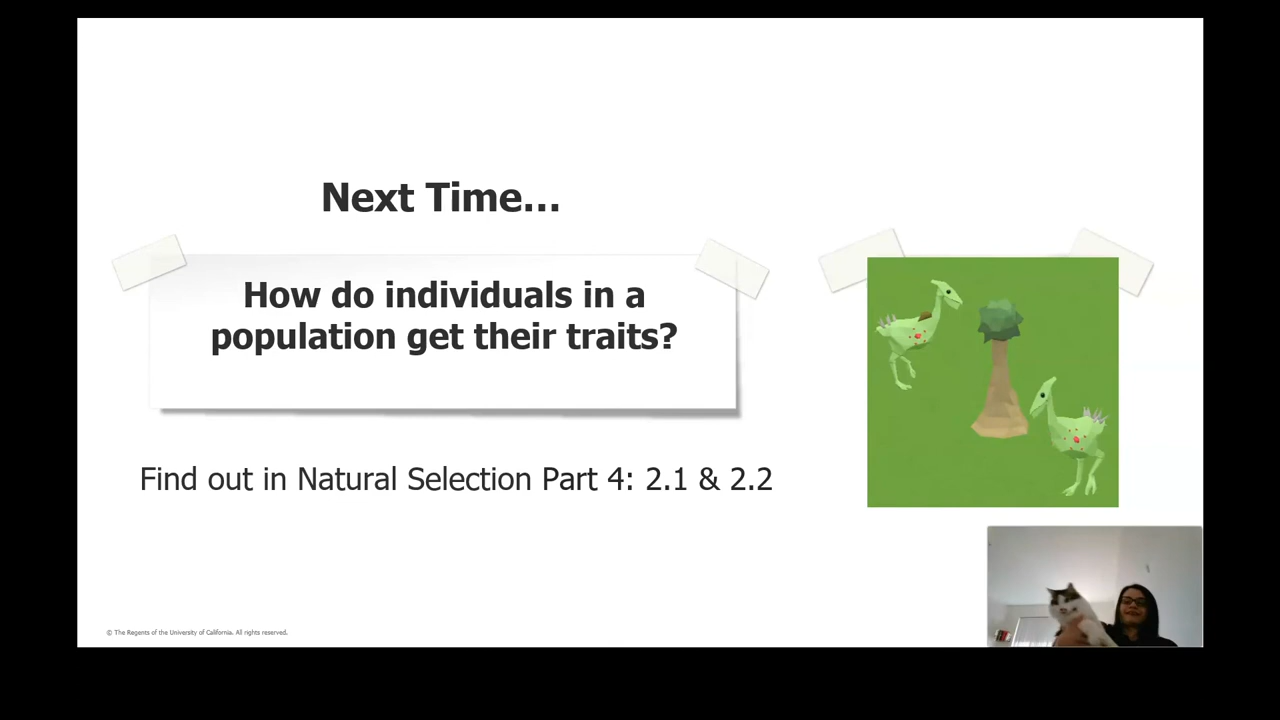 Next Time...
How do individuals in a
population get their traits?
Find out in Natural Selection Part 4: 2.1 & 2.2
© The Regents of the University of California. All rights reserved.